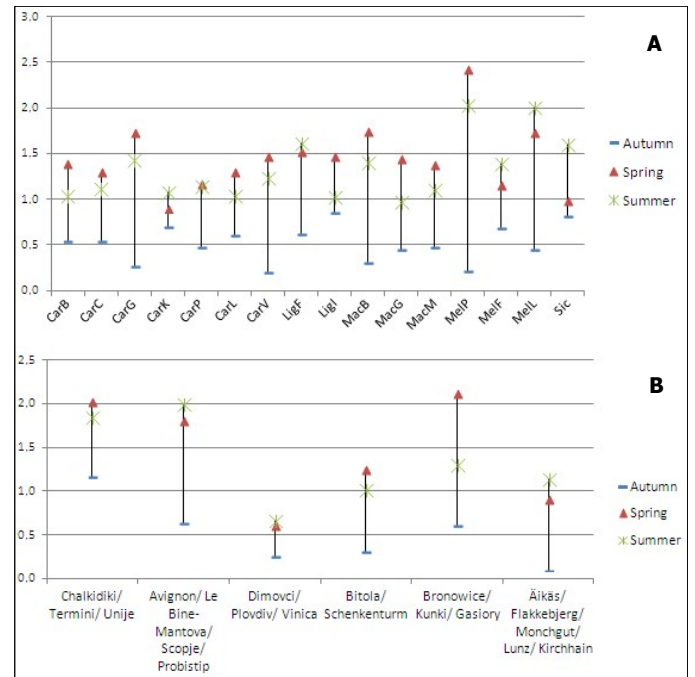 3.0
A
2.5
2.0
1.5
1.0
0.5
0.0
Autumn
Spring
Summer
CarB CarC CarG CarK CarP CarL CarV LigF LigI MacB MacG MacM MelP MelF MelL Sic
2.5
B
2.0
1.5
1.0
0.5
0.0
Autumn
Spring
Summer
Chalkidiki/
Termini/ Unije
Avignon/ Le
Bine-
Mantova/
Scopje/
Probistip
Dimovci/
Plovdiv/ Vinica
Bitola/
Schenkenturm
Bronowice/
Kunki/ Gasiory
Äikäs/
Flakkebjerg/
Monchgut/
Lunz/ Kirchhain